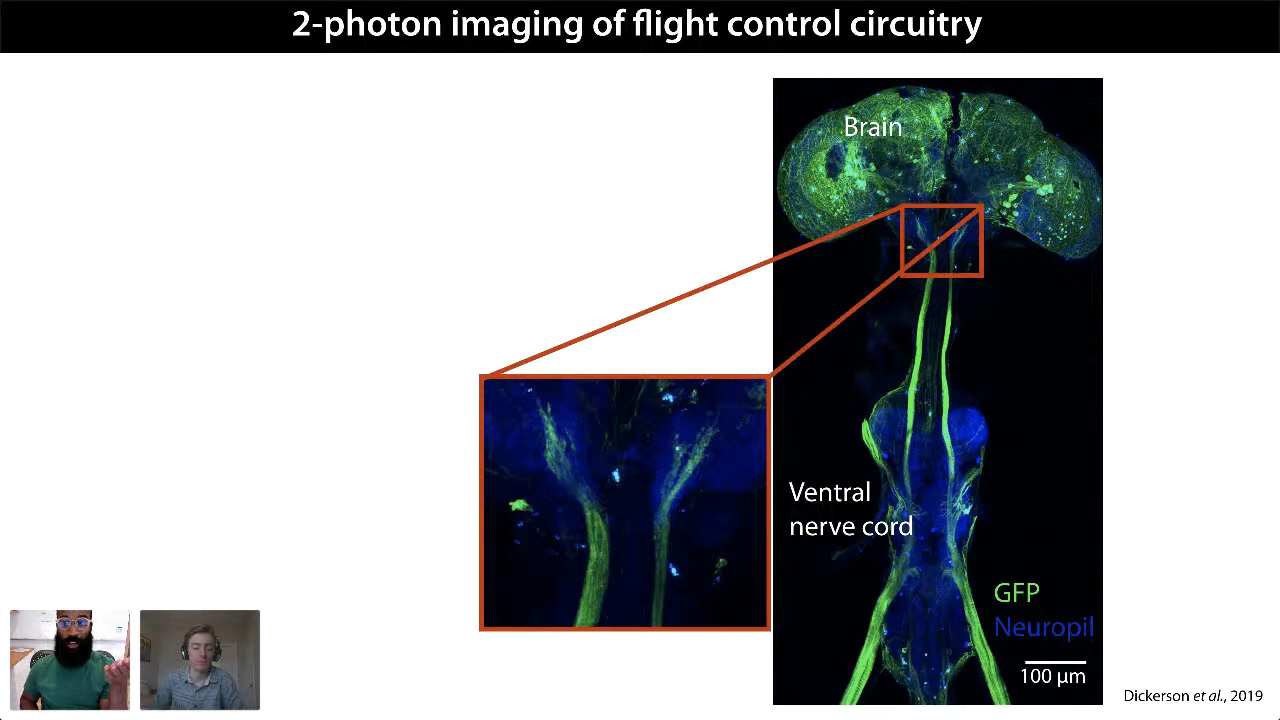 2-photon imaging of flight control circuitry
Brain
Ventral
nerve cord
GFP
Neuropil
100 µm
Dickerson et al., 2019